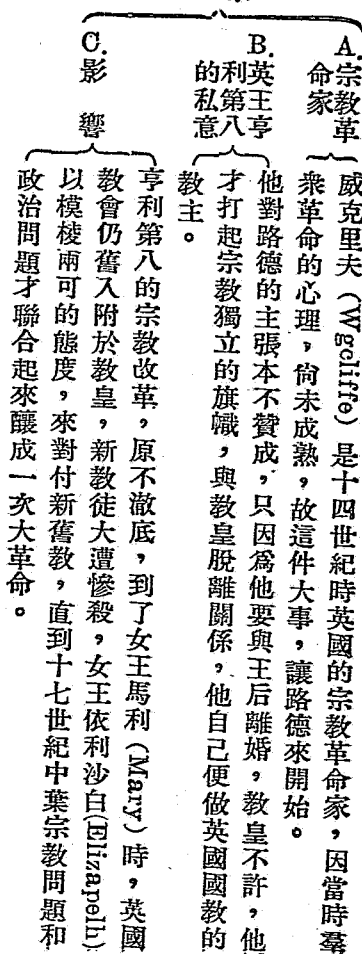 A.宗教革
命家
威克里夫(Wgcliffe)是十四世紀時英國的宗教革命家,因當時羣
衆革命的心理,尙未成熟,故這件大事,讓路德來開始。
B.英王亨
利第八
的私意
他對路德的主張本不贊成,只因爲他要與王后離婚,教皇不許,他
才打起宗教獨立的旗幟,與教皇脫離關係,他自己便做英國國教的
教主。
C.影響
亨利第八的宗教改革,原不澈底,到了女王馬利(Mary)時,英國
教會仍舊入附於教皇,新教徒大遭慘殺,女王依利沙白(Elizapelh)
以模棱兩可的態度,來對付新舊教,直到十七世紀中葉宗教問題和
政治問題才聯合起來釀成一次大革命。